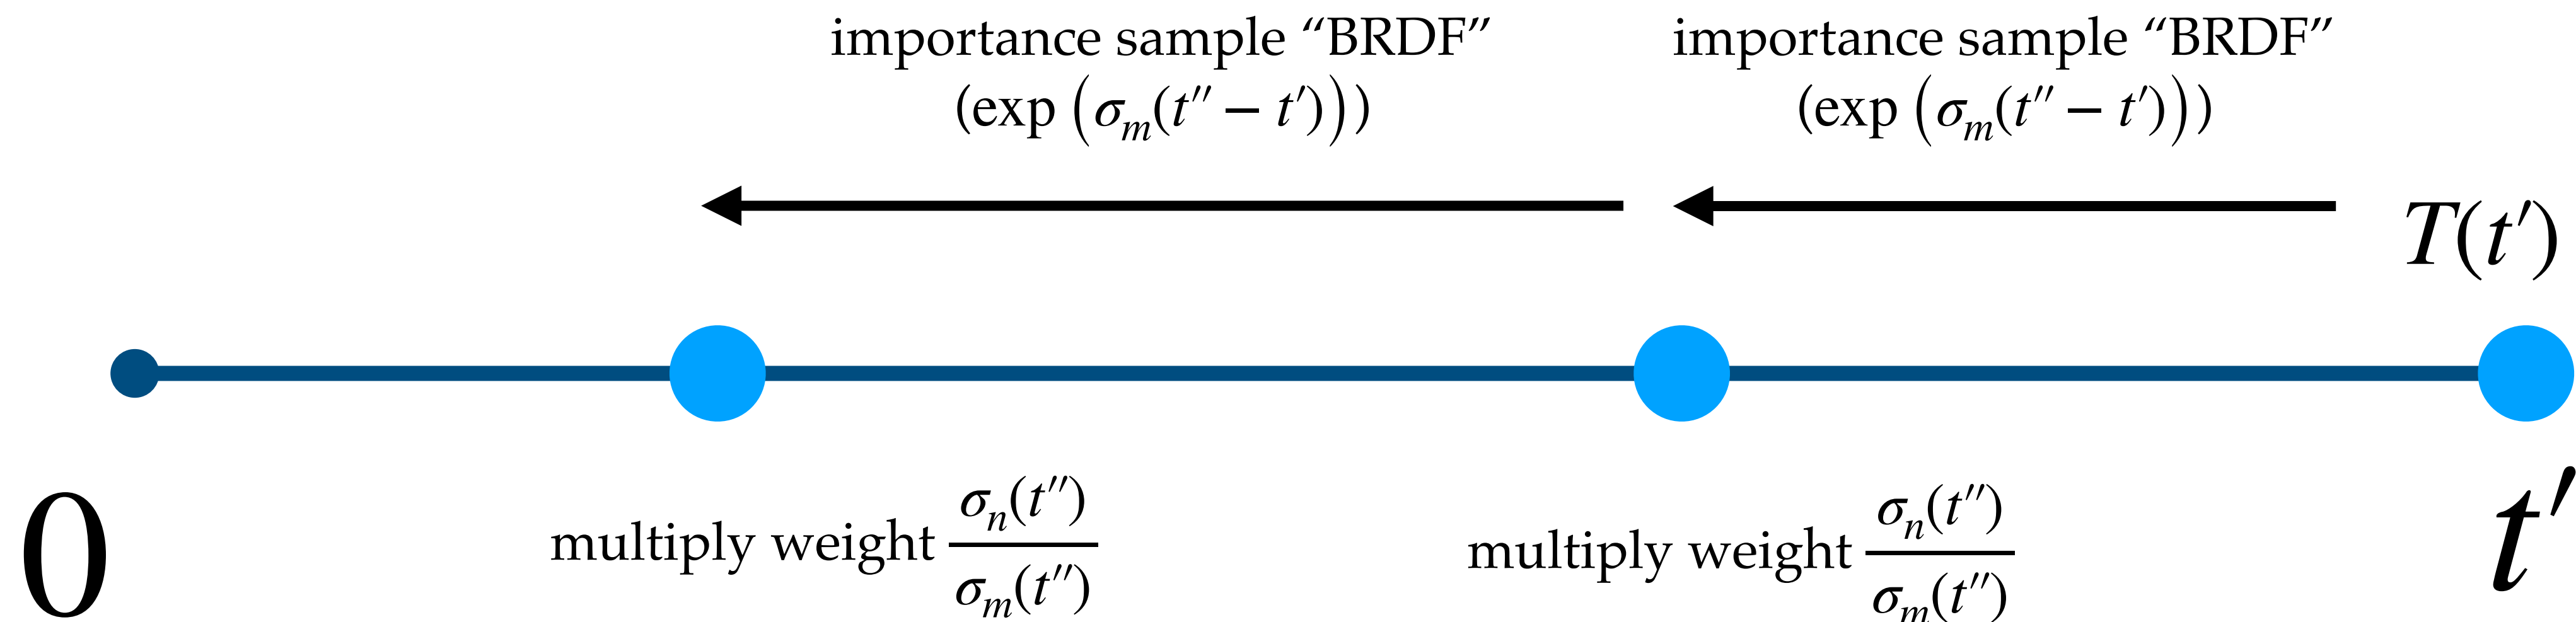 importance sample “BRDF”
(exp (σₘ(t″ − t′)))
importance sample “BRDF”
(exp (σₘ(t″ − t′)))
T(t′)
0
multiply weight σₙ(t″)/σₘ(t″)
multiply weight σₙ(t″)/σₘ(t″)
t′